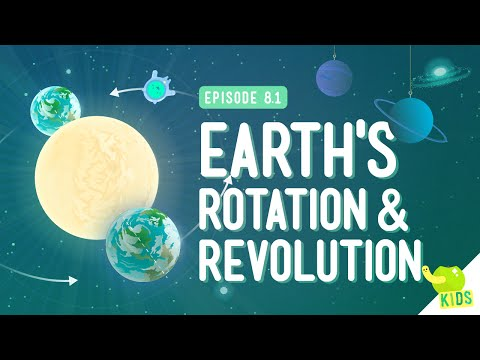 EPISODE 8.1
EARTH'S
ROTATION &
REVOLUTION
KIDS